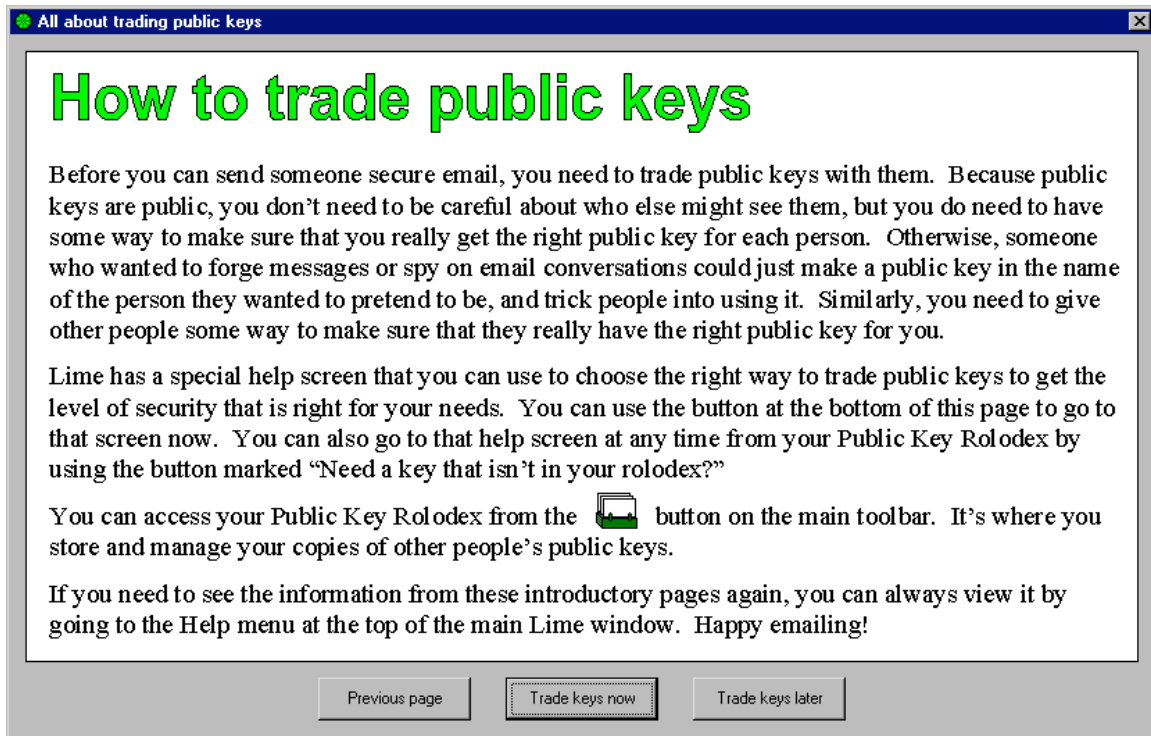 All about trading public keys
How to trade public keys
Before you can send someone secure email, you need to trade public keys with them.  Because public
keys are public, you don’t need to be careful about who else might see them, but you do need to have
some way to make sure that you really get the right public key for each person.  Otherwise, someone
who wanted to forge messages or spy on email conversations could just make a public key in the name
of the person they wanted to pretend to be, and trick people into using it.  Similarly, you need to give
other people some way to make sure that they really have the right public key for you.
Lime has a special help screen that you can use to choose the right way to trade public keys to get the
level of security that is right for your needs.  You can use the button at the bottom of this page to go to
that screen now.  You can also go to that help screen at any time from your Public Key Rolodex by
using the button marked “Need a key that isn’t in your rolodex?”
You can access your Public Key Rolodex from the button on the main toolbar.  It’s where you
store and manage your copies of other people’s public keys.
If you need to see the information from these introductory pages again, you can always view it by
going to the Help menu at the top of the main Lime window.  Happy emailing!
Previous page
Trade keys now
Trade keys later